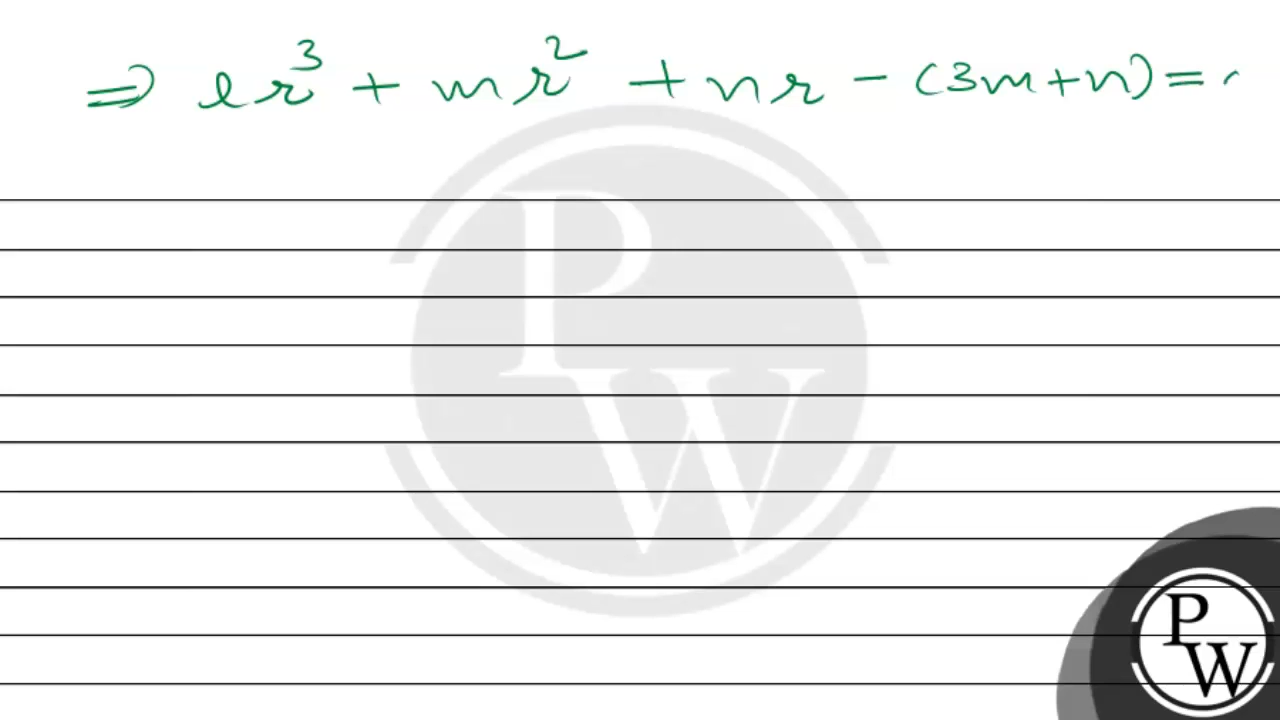 ⇒ lr³ + mr² + nr - (3m+n) =
P
W
P
W